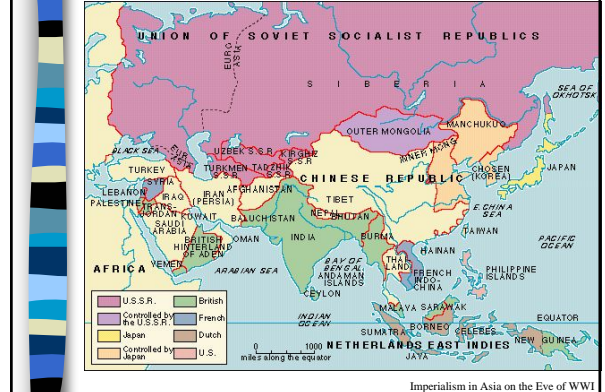 UNION OF SOVIET SOCIALIST REPUBLICS
EURO
ASIA
SIBERIA
SEA OF
OKHOTSK
MANCHUKUO
OUTER MONGOLIA
INNER MONG
BLACK SEA
EUR
ASIA
UZBEK S.S.R.
KIRGHIZ
S.S.R.
TURKMEN
S.S.R.
TADZHIK
S.S.R.
CHOSEN
(KOREA)
JAPAN
TURKEY
CHINESE REPUBLIC
SYRIA
LEBANON
AFGHANISTAN
IRAN
(PERSIA)
IRAQ
TIBET
PALESTINE
TRANS-
JORDAN
KUWAIT
NEPAL
BHUTAN
E. CHINA
SEA
SAUDI
ARABIA
BALUCHISTAN
TAIWAN
BRITISH
HINTERLAND
OF ADEN
OMAN
INDIA
BURMA
PACIFIC
OCEAN
HAINAN
AFRICA
YEMEN
ARABIAN SEA
BAY OF
BENGAL
THAI
LAND
ANDAMAN
ISLANDS
FRENCH
INDO-
CHINA
PHILIPPINE
ISLANDS
CEYLON
U.S.S.R.
British
Controlled by
the U.S.S.R.
French
Japan
Dutch
Controlled by
Japan
U.S.
MALAYA
SARAWAK
INDIAN
OCEAN
EQUATOR
SUMATRA
BORNEO
CELEBES
NEW GUINEA
0 1000
miles along the equator
NETHERLANDS EAST INDIES
JAVA
Imperialism in Asia on the Eve of WWI